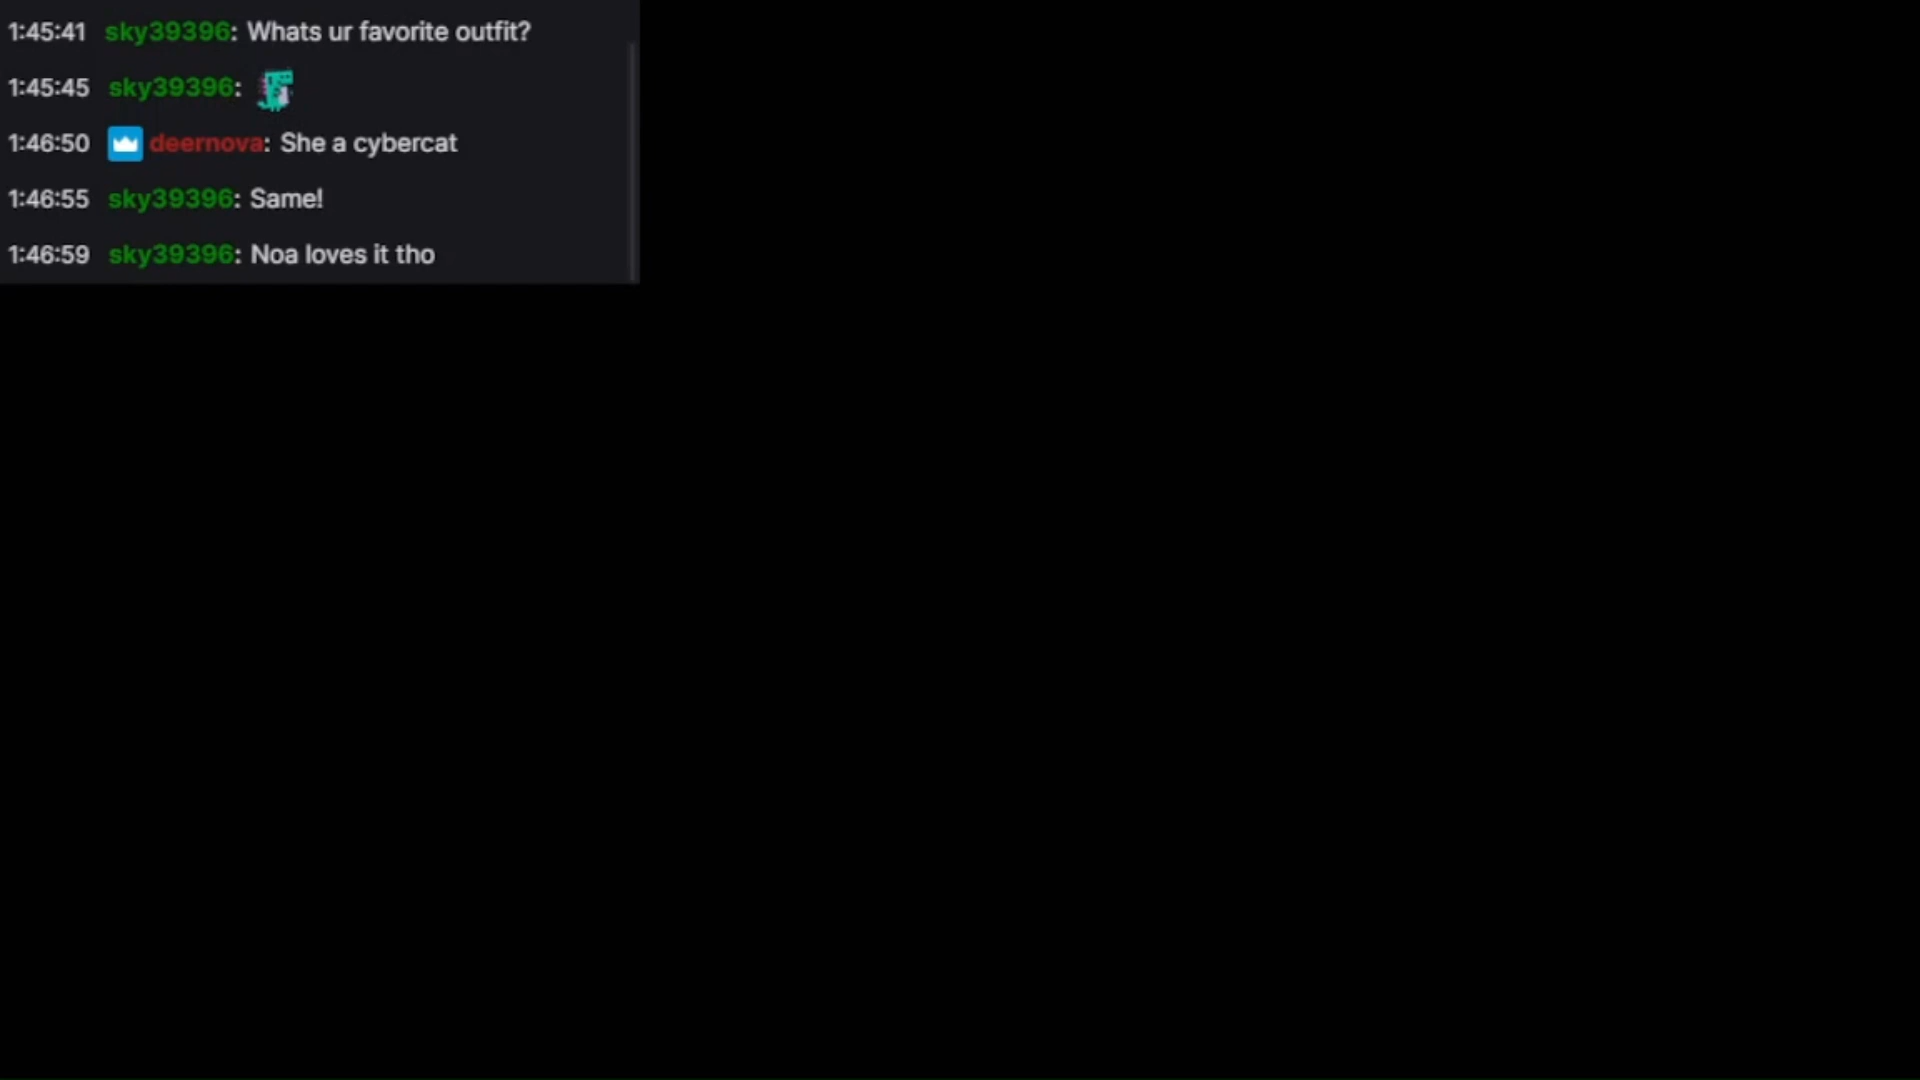 1:45:41 sky39396: Whats ur favorite outfit?
1:45:45 sky39396:
1:46:50 deernova: She a cybercat
1:46:55 sky39396: Same!
1:46:59 sky39396: Noa loves it tho